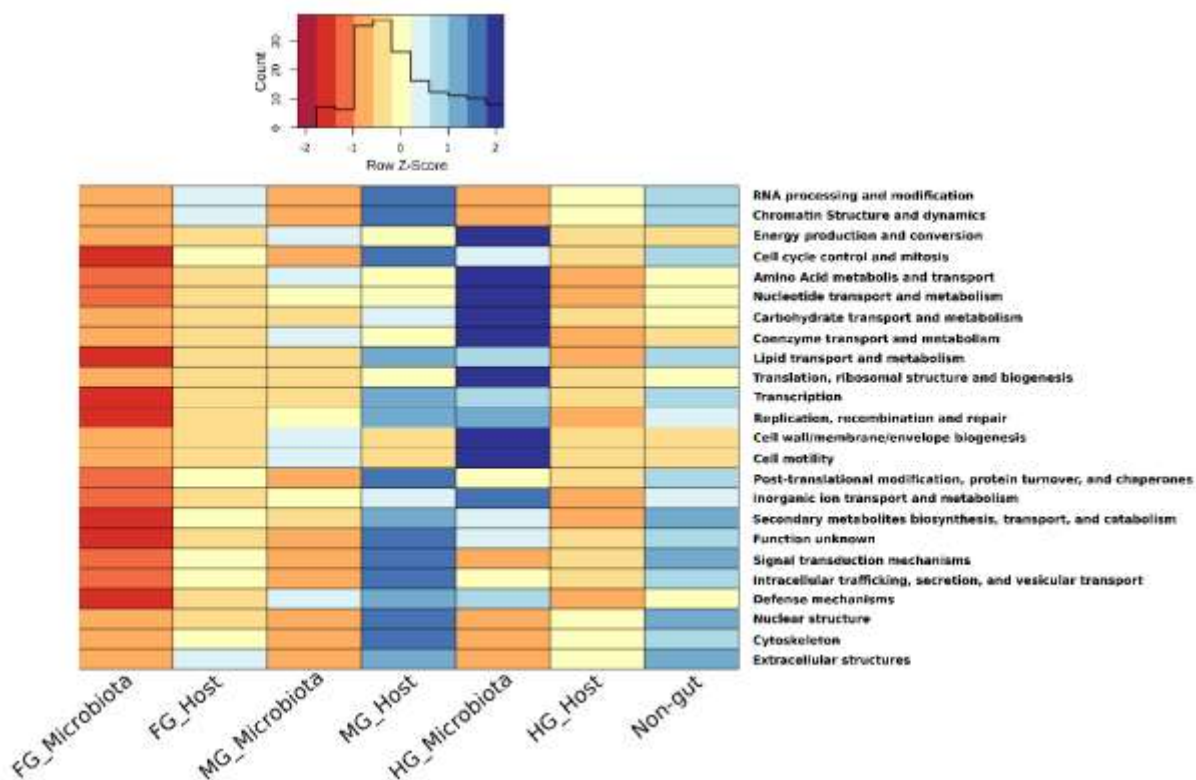 Count
0 10 20 30
-2 -1 0 1 2
Row Z-Score
RNA processing and modification
Chromatin Structure and dynamics
Energy production and conversion
Cell cycle control and mitosis
Amino Acid metabolis and transport
Nucleotide transport and metabolism
Carbohydrate transport and metabolism
Coenzyme transport and metabolism
Lipid transport and metabolism
Translation, ribosomal structure and biogenesis
Transcription
Replication, recombination and repair
Cell wall/membrane/envelope biogenesis
Cell motility
Post-translational modification, protein turnover, and chaperones
Inorganic ion transport and metabolism
Secondary metabolites biosynthesis, transport, and catabolism
Function unknown
Signal transduction mechanisms
Intracellular trafficking, secretion, and vesicular transport
Defense mechanisms
Nuclear structure
Cytoskeleton
Extracellular structures
FG_Microbiota
FG_Host
MG_Microbiota
MG_Host
HG_Microbiota
HG_Host
Non-gut